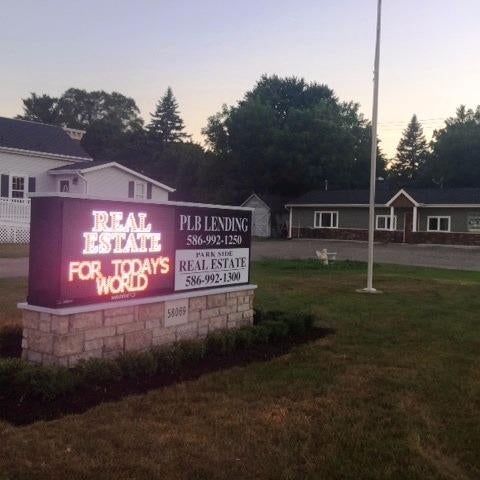 REAL
ESTATE
FOR TODAY'S
WORLD
PLB LENDING
586-992-1250
PARK SIDE
REAL ESTATE
586-992-1300
58069